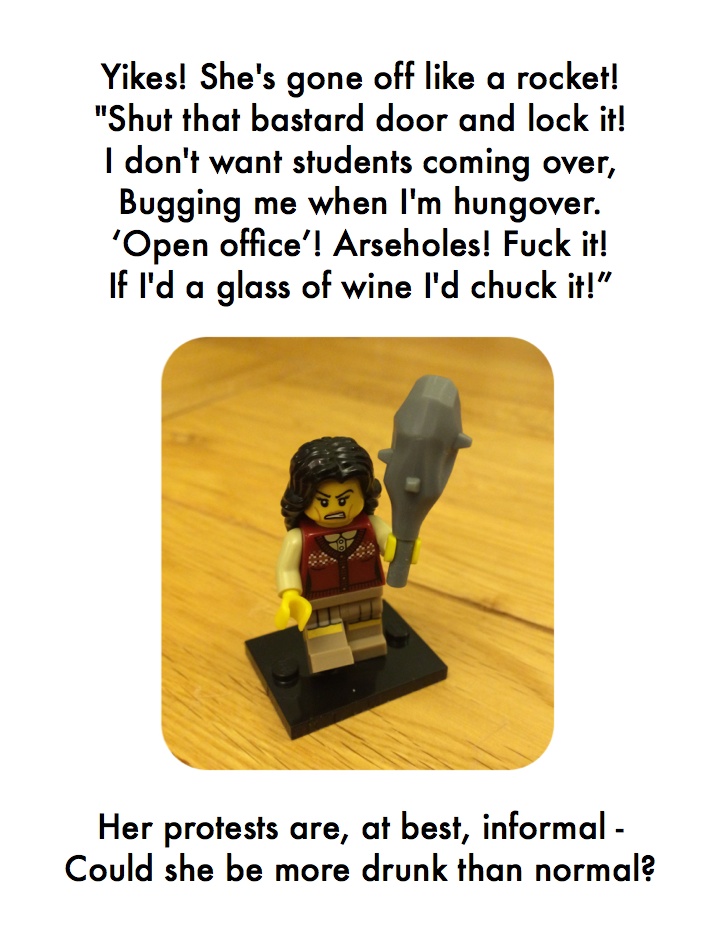 Yikes! She's gone off like a rocket!
"Shut that bastard door and lock it!
I don't want students coming over,
Bugging me when I'm hungover.
‘Open office’! Arseholes! Fuck it!
If I'd a glass of wine I'd chuck it!”
Her protests are, at best, informal -
Could she be more drunk than normal?